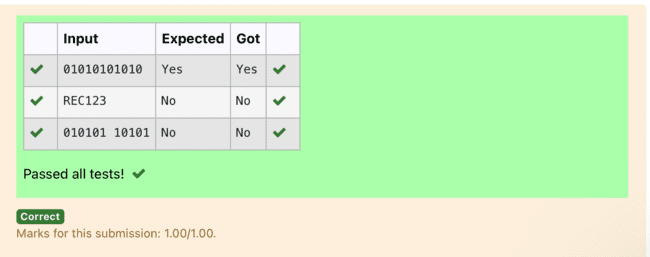 Input Expected Got
01010101010 Yes Yes
REC123 No No
010101 10101 No No
Passed all tests!
Correct
Marks for this submission: 1.00/1.00.